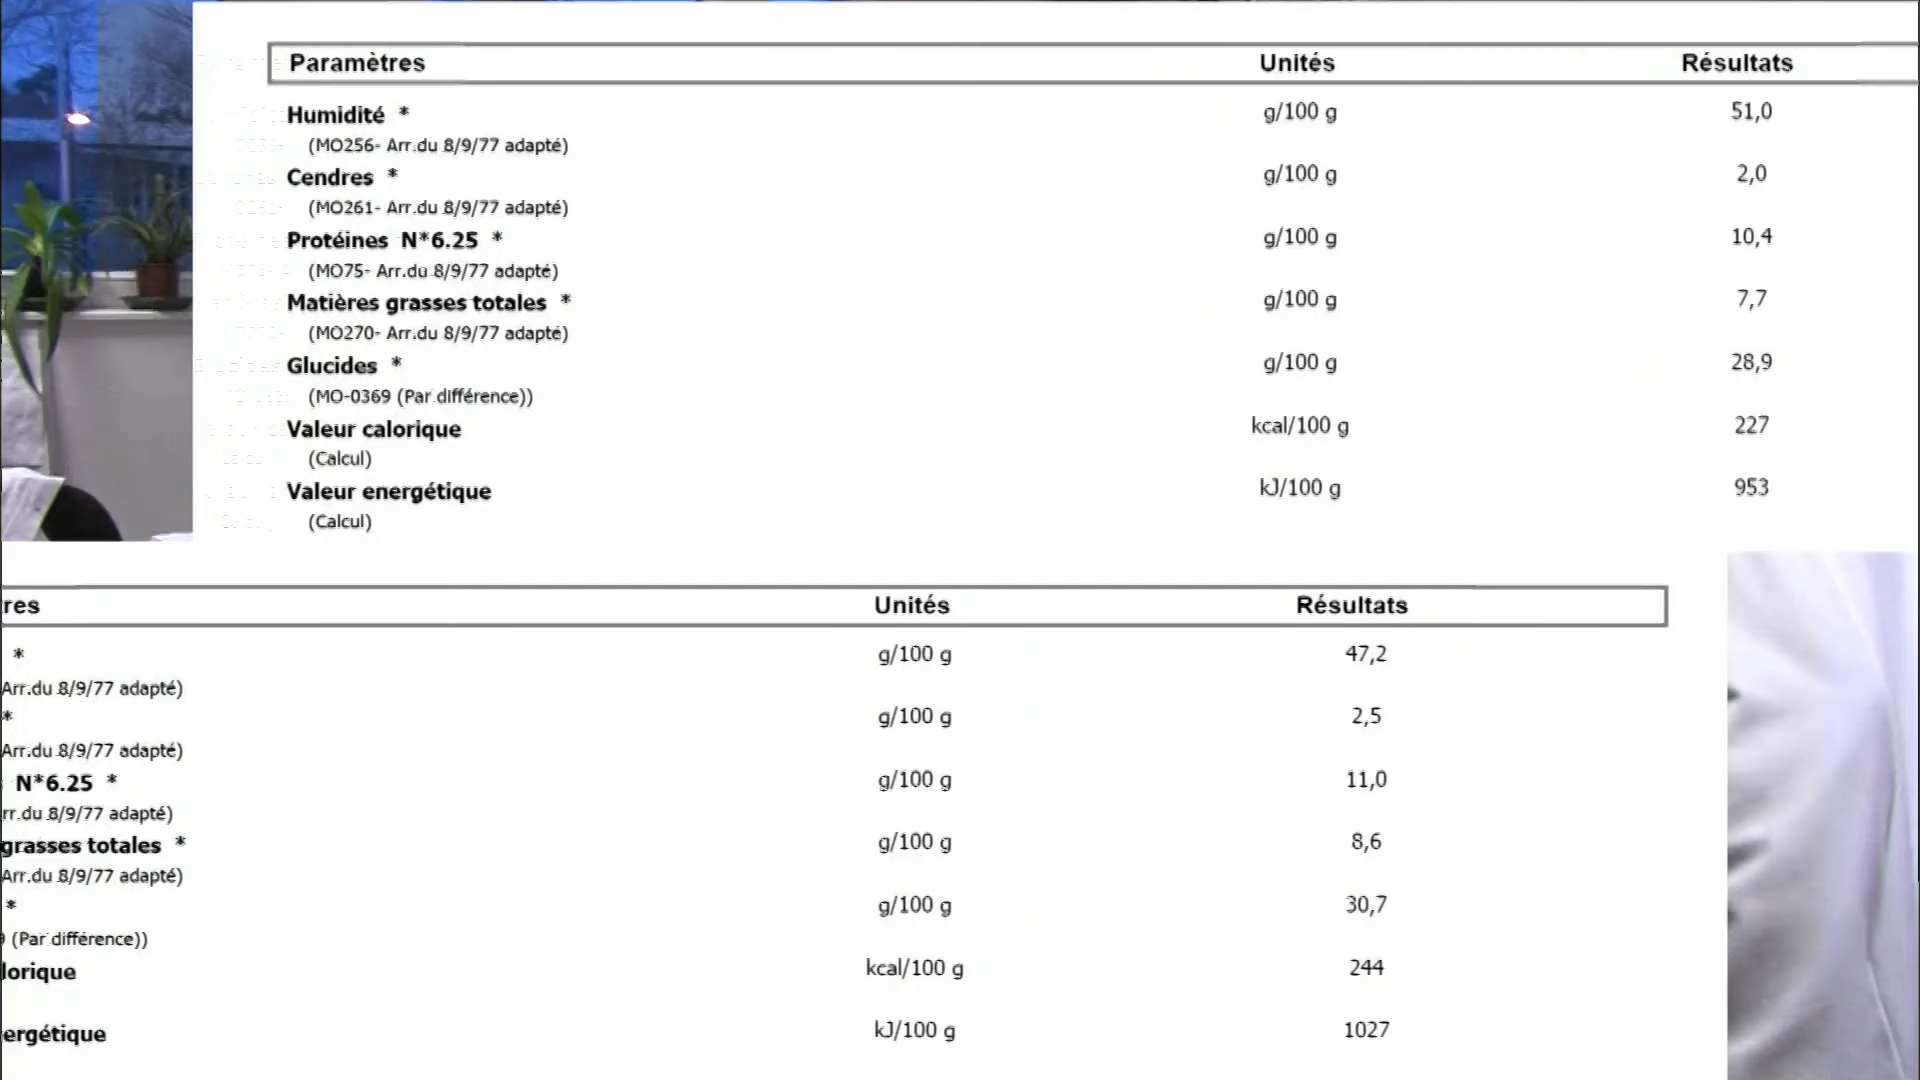 Paramètres Unités Résultats
Humidité * g/100 g 51,0
(MO256- Arr.du 8/9/77 adapté)
Cendres * g/100 g 2,0
(MO261- Arr.du 8/9/77 adapté)
Protéines N*6.25 * g/100 g 10,4
(MO75- Arr.du 8/9/77 adapté)
Matières grasses totales * g/100 g 7,7
(MO270- Arr.du 8/9/77 adapté)
Glucides * g/100 g 28,9
(MO-0369 (Par différence))
Valeur calorique kcal/100 g 227
(Calcul)
Valeur energétique kJ/100 g 953
(Calcul)
res Unités Résultats
* g/100 g 47,2
Arr.du 8/9/77 adapté)
* g/100 g 2,5
Arr.du 8/9/77 adapté)
N*6.25 * g/100 g 11,0
rr.du 8/9/77 adapté)
grasses totales * g/100 g 8,6
Arr.du 8/9/77 adapté)
* g/100 g 30,7
(Par différence))
lorique kcal/100 g 244
ergétique kJ/100 g 1027